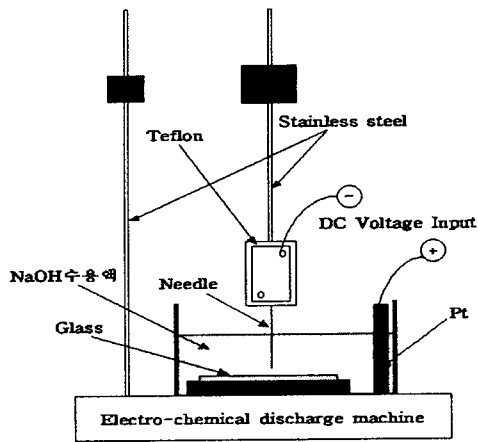 Stainless steel
Teflon
−
DC Voltage Input
+
NaOH수용액
Needle
Glass
Pt
Electro-chemical discharge machine